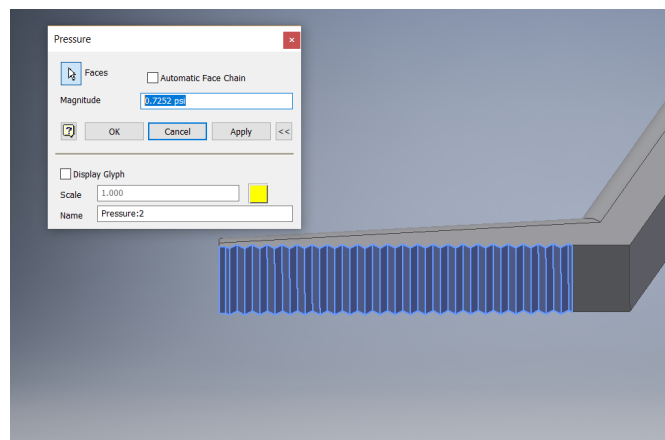 Pressure
Faces
Automatic Face Chain
Magnitude
0.7252 psi
OK Cancel Apply <<
Display Glyph
Scale 1.000
Name Pressure:2